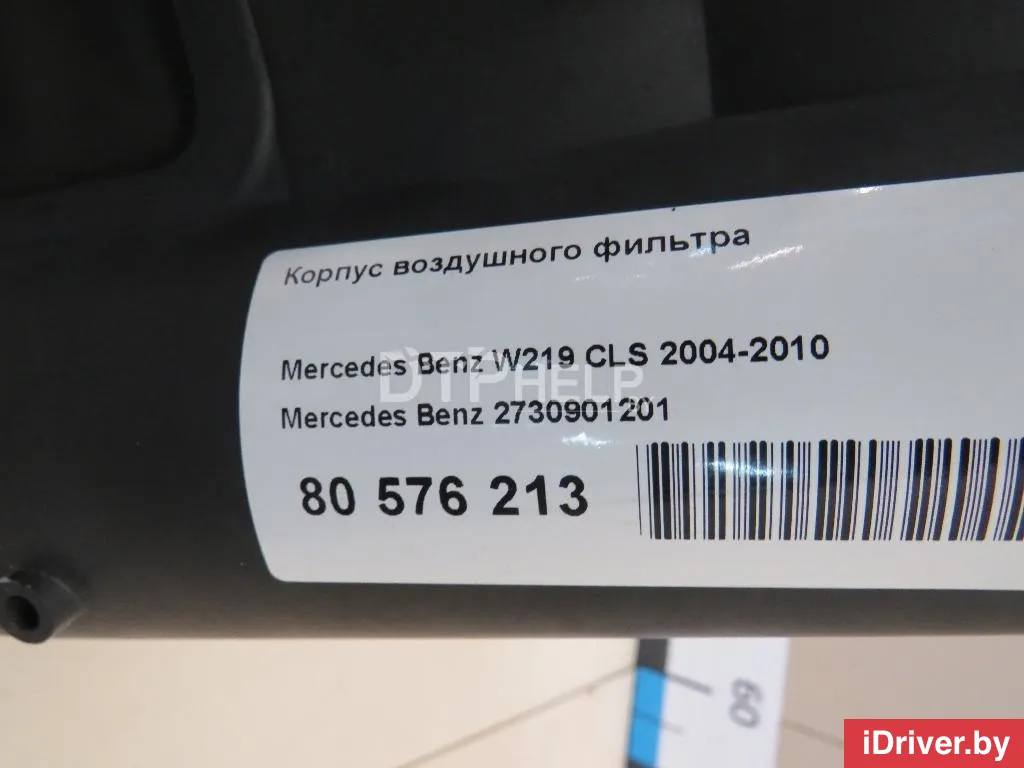 Корпус воздушного фильтра
Mercedes Benz W219 CLS 2004-2010
DTPHELP
Mercedes Benz 2730901201
80 576 213
60
iDriver.by